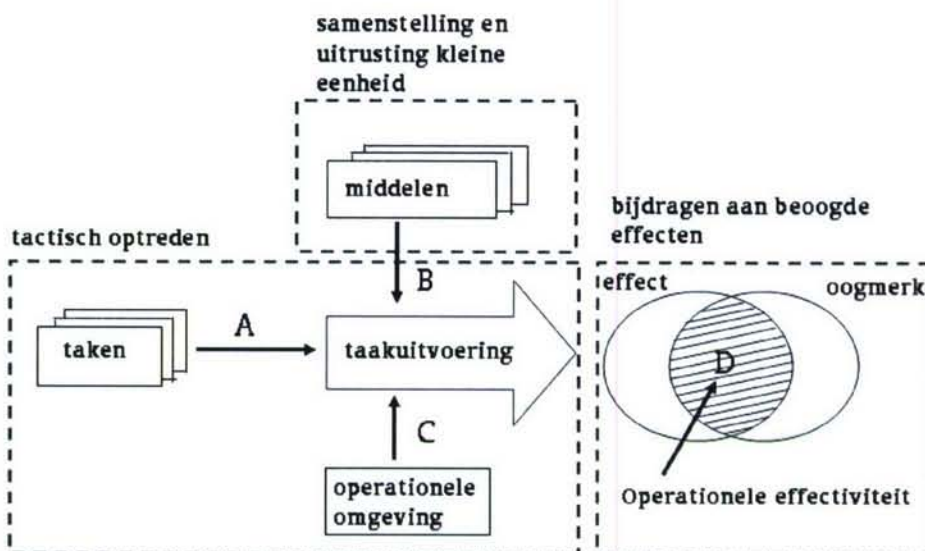 samenstelling en
uitrusting kleine
eenheid
middelen
bijdragen aan beoogde
effecten
tactisch optreden
B
effect
oogmerk
A
taken
taakuitvoering
D
C
operationele
omgeving
Operationele effectiviteit